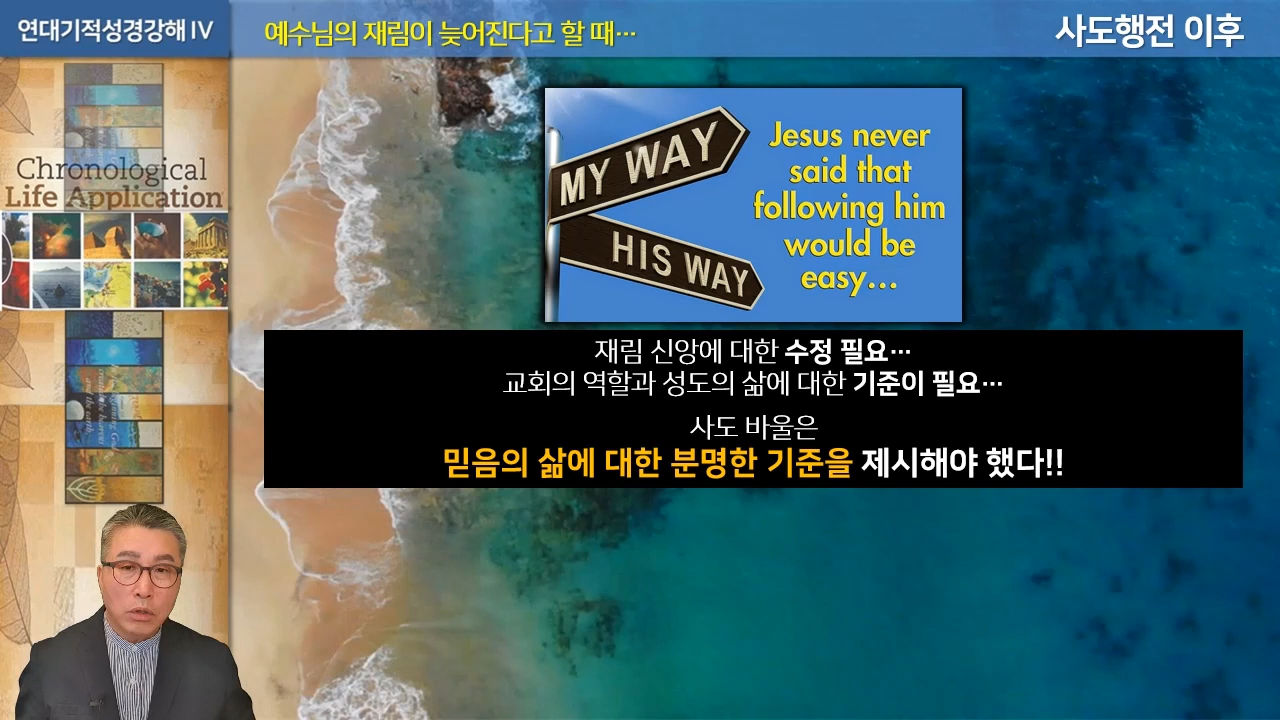 연대기적성경강해 IV
예수님의 재림이 늦어진다고 할 때…
사도행전 이후
Chronological
Life Application
MY WAY
HIS WAY
Jesus never
said that
following him
would be
easy…
재림 신앙에 대한 수정 필요…
교회의 역할과 성도의 삶에 대한 기준이 필요…
사도 바울은
믿음의 삶에 대한 분명한 기준을 제시해야 했다!!